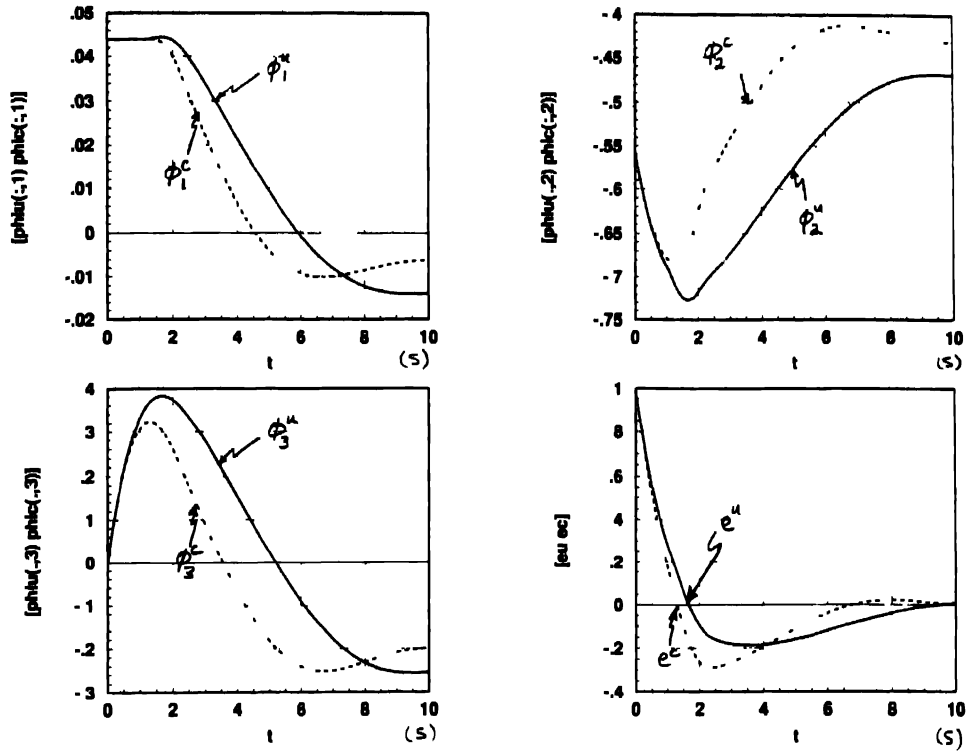 [phiu(:,1) phic(:,1)]
.05
.04
.03
.02
.01
0
-.01
-.02
ϕ₁ᵘ
ϕ₁ᶜ
0 2 4 6 8 10
t (s)
[phiu(:,2) phic(:,2)]
-.4
-.45
-.5
-.55
-.6
-.65
-.7
-.75
ϕ₂ᶜ
ϕ₂ᵘ
0 2 4 6 8 10
t (s)
[phiu(:,3) phic(:,3)]
4
3
.2
1
0
-1
-2
-3
ϕ₃ᵘ
ϕ₃ᶜ
0 2 4 6 8 10
t (s)
[eu ec]
1
.8
.6
.4
.2
0
-.2
-.4
eᵘ
eᶜ
0 2 4 6 8 10
t (s)